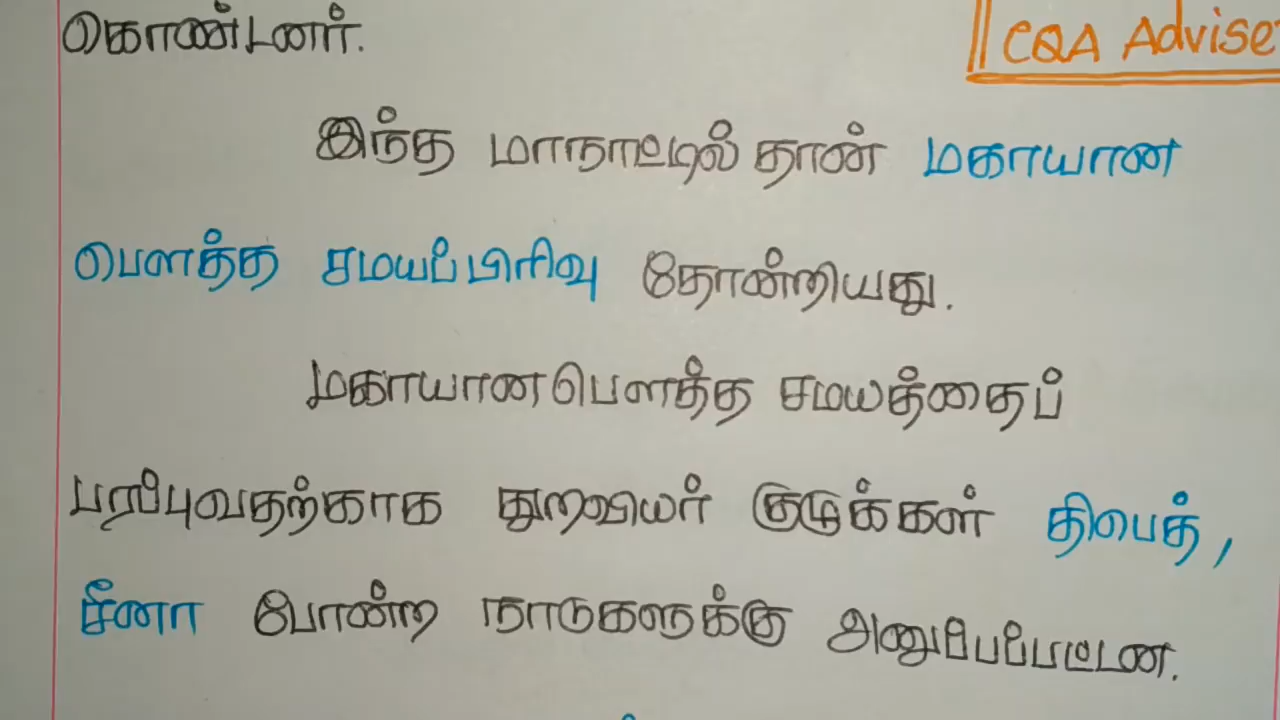 கொண்டனர்.
CQA Advise
இந்த மாநாட்டில் தான் மகாயான
பௌத்த சமயப்பிரிவு தோன்றியது.
மகாயான பௌத்த சமயத்தைப்
பரப்புவதற்காக துறவியர் குழுக்கள் திபெத்,
சீனா போன்ற நாடுகளுக்கு அனுப்பப்பட்டன.